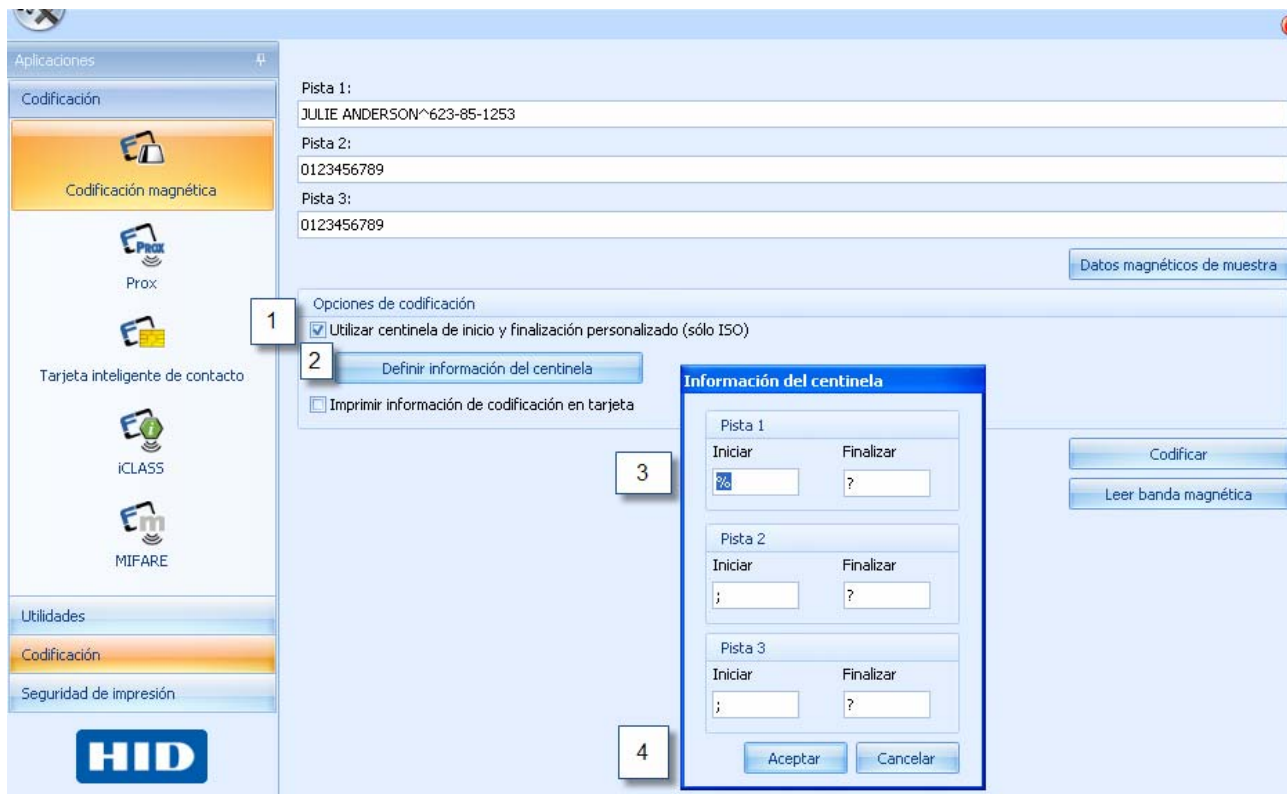 Aplicaciones
Codificación
Codificación magnética
PROX
Prox
Tarjeta inteligente de contacto
iCLASS
m
MIFARE
Utilidades
Codificación
Seguridad de impresión
HID
Pista 1:
JULIE ANDERSON^623-85-1253
Pista 2:
0123456789
Pista 3:
0123456789
Datos magnéticos de muestra
Opciones de codificación
1
Utilizar centinela de inicio y finalización personalizado (sólo ISO)
2
Definir información del centinela
Imprimir información de codificación en tarjeta
Codificar
Leer banda magnética
Información del centinela
Pista 1
Iniciar Finalizar
3
% ?
Pista 2
Iniciar Finalizar
; ?
Pista 3
Iniciar Finalizar
; ?
4
Aceptar Cancelar